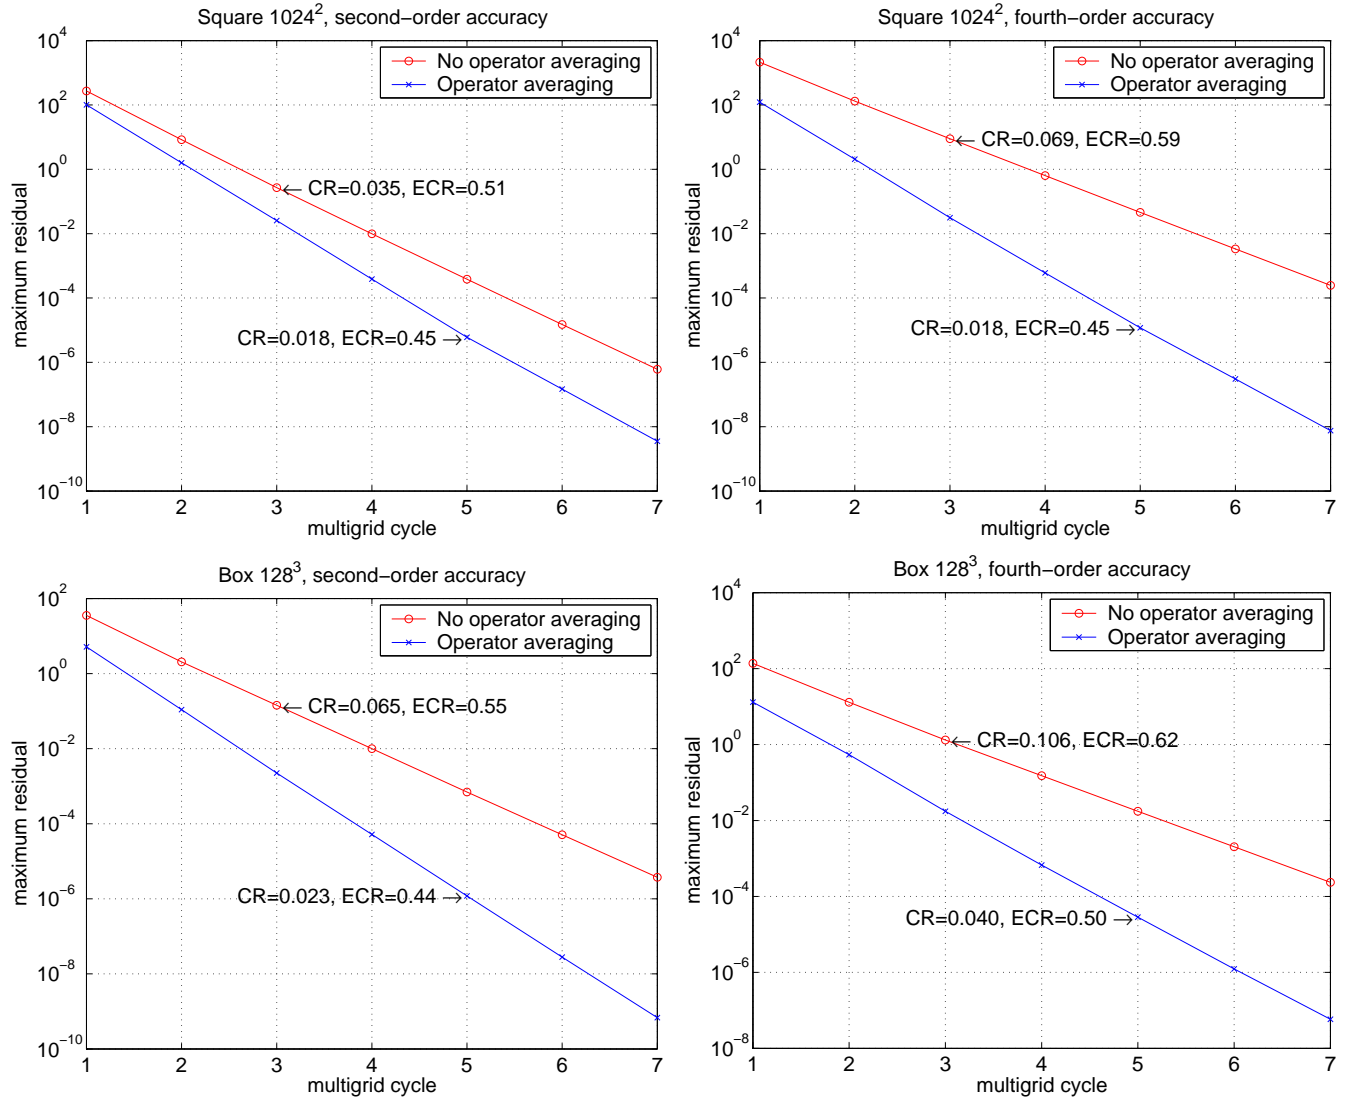 Square 1024², second−order accuracy
10⁴
10²
10⁰
10⁻²
10⁻⁴
10⁻⁶
10⁻⁸
10⁻¹⁰
maximum residual
No operator averaging
Operator averaging
CR=0.035, ECR=0.51
CR=0.018, ECR=0.45
1 2 3 4 5 6 7
multigrid cycle
Square 1024², fourth−order accuracy
10⁴
10²
10⁰
10⁻²
10⁻⁴
10⁻⁶
10⁻⁸
10⁻¹⁰
maximum residual
No operator averaging
Operator averaging
CR=0.069, ECR=0.59
CR=0.018, ECR=0.45
1 2 3 4 5 6 7
multigrid cycle
Box 128³, second−order accuracy
10²
10⁰
10⁻²
10⁻⁴
10⁻⁶
10⁻⁸
10⁻¹⁰
maximum residual
No operator averaging
Operator averaging
CR=0.065, ECR=0.55
CR=0.023, ECR=0.44
1 2 3 4 5 6 7
multigrid cycle
Box 128³, fourth−order accuracy
10⁴
10²
10⁰
10⁻²
10⁻⁴
10⁻⁶
10⁻⁸
maximum residual
No operator averaging
Operator averaging
CR=0.106, ECR=0.62
CR=0.040, ECR=0.50
1 2 3 4 5 6 7
multigrid cycle